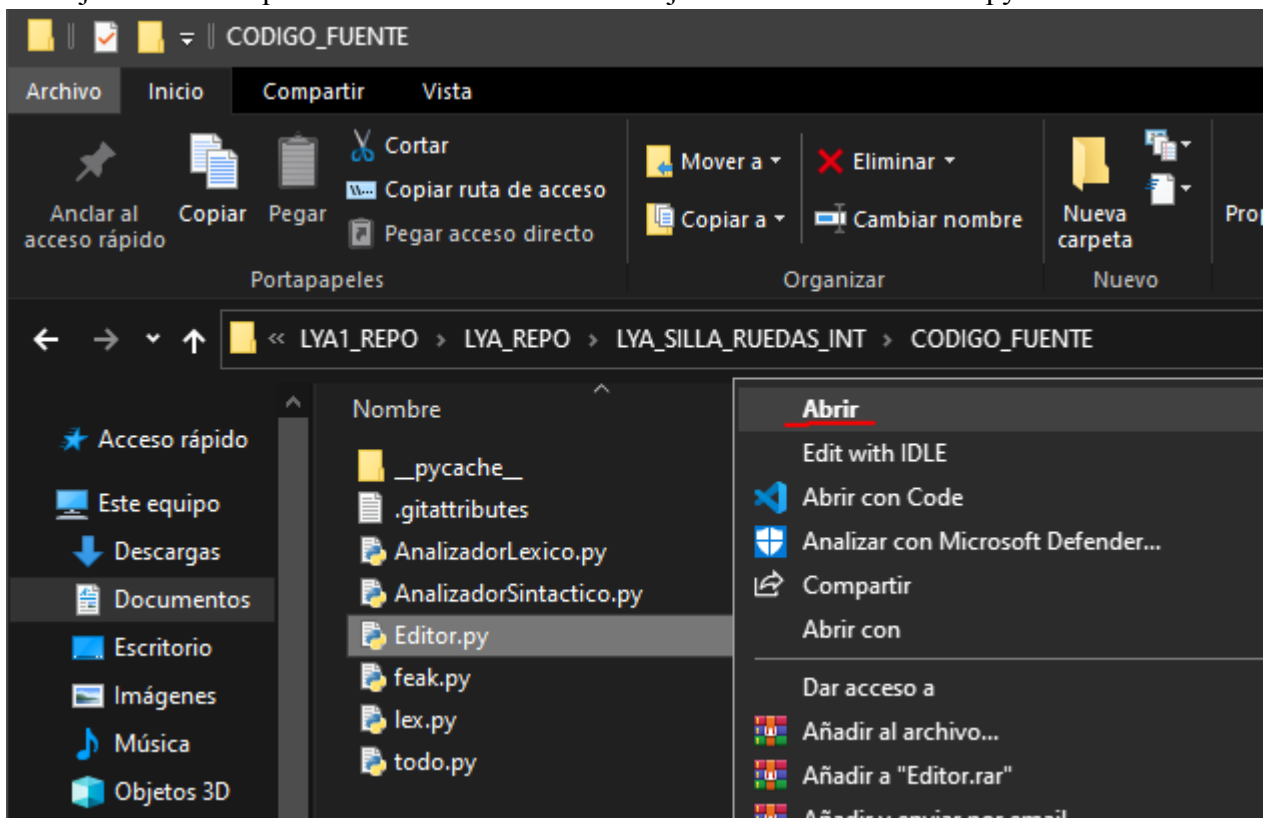 CODIGO_FUENTE
Archivo Inicio Compartir Vista
Anclar al acceso rápido
Copiar
Pegar
Cortar
Copiar ruta de acceso
Pegar acceso directo
Portapapeles
Mover a
Copiar a
Eliminar
Cambiar nombre
Organizar
Nueva carpeta
Nuevo
« LYA1_REPO > LYA_REPO > LYA_SILLA_RUEDAS_INT > CODIGO_FUENTE
Acceso rápido
Este equipo
Descargas
Documentos
Escritorio
Imágenes
Música
Objetos 3D
Nombre
__pycache__
.gitattributes
AnalizadorLexico.py
AnalizadorSintactico.py
Editor.py
feak.py
lex.py
todo.py
Abrir
Edit with IDLE
Abrir con Code
Analizar con Microsoft Defender...
Compartir
Abrir con
Dar acceso a
Añadir al archivo...
Añadir a "Editor.rar"